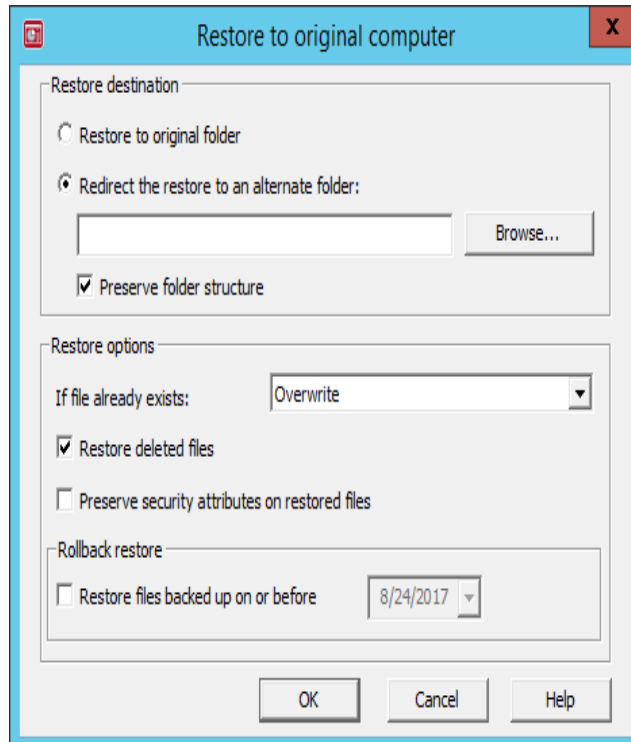 Restore to original computer
X
Restore destination
Restore to original folder
Redirect the restore to an alternate folder:
Browse...
Preserve folder structure
Restore options
If file already exists: Overwrite
Restore deleted files
Preserve security attributes on restored files
Rollback restore
Restore files backed up on or before 8/24/2017
OK Cancel Help